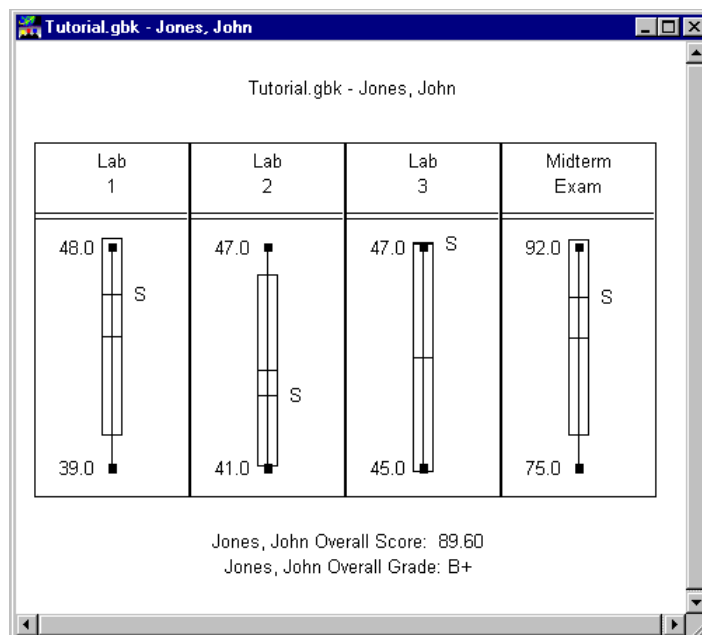 Tutorial.gbk - Jones, John
Tutorial.gbk - Jones, John
Lab Lab Lab Midterm
1 2 3 Exam
48.0 47.0 47.0 S 92.0
S S
S
39.0 41.0 45.0 75.0
Jones, John Overall Score: 89.60
Jones, John Overall Grade: B+